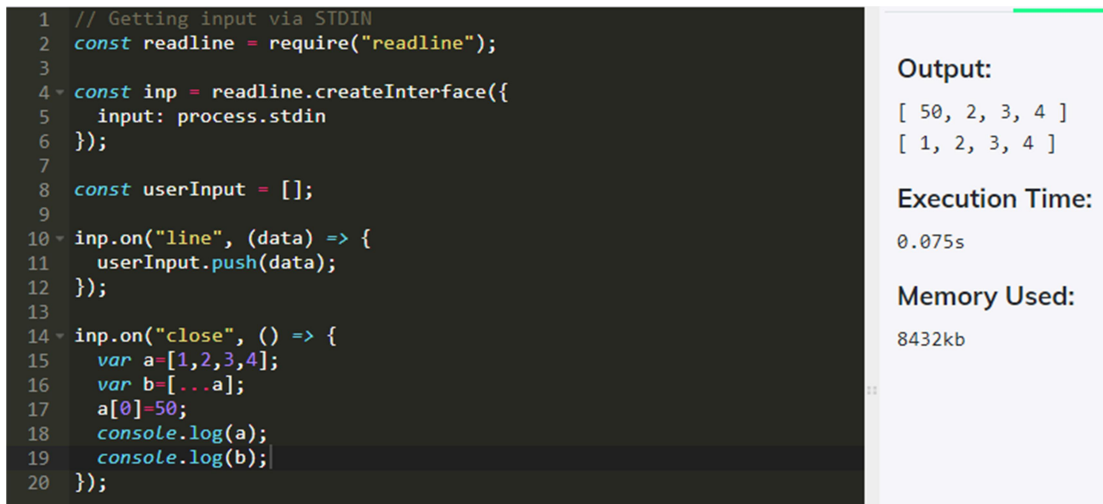 1 // Getting input via STDIN
2 const readline = require("readline");
3
4 const inp = readline.createInterface({
5   input: process.stdin
6 });
7
8 const userInput = [];
9
10 inp.on("line", (data) => {
11   userInput.push(data);
12 });
13
14 inp.on("close", () => {
15   var a=[1,2,3,4];
16   var b=[...a];
17   a[0]=50;
18   console.log(a);
19   console.log(b);
20 });
Output:
[ 50, 2, 3, 4 ]
[ 1, 2, 3, 4 ]
Execution Time:
0.075s
Memory Used:
8432kb